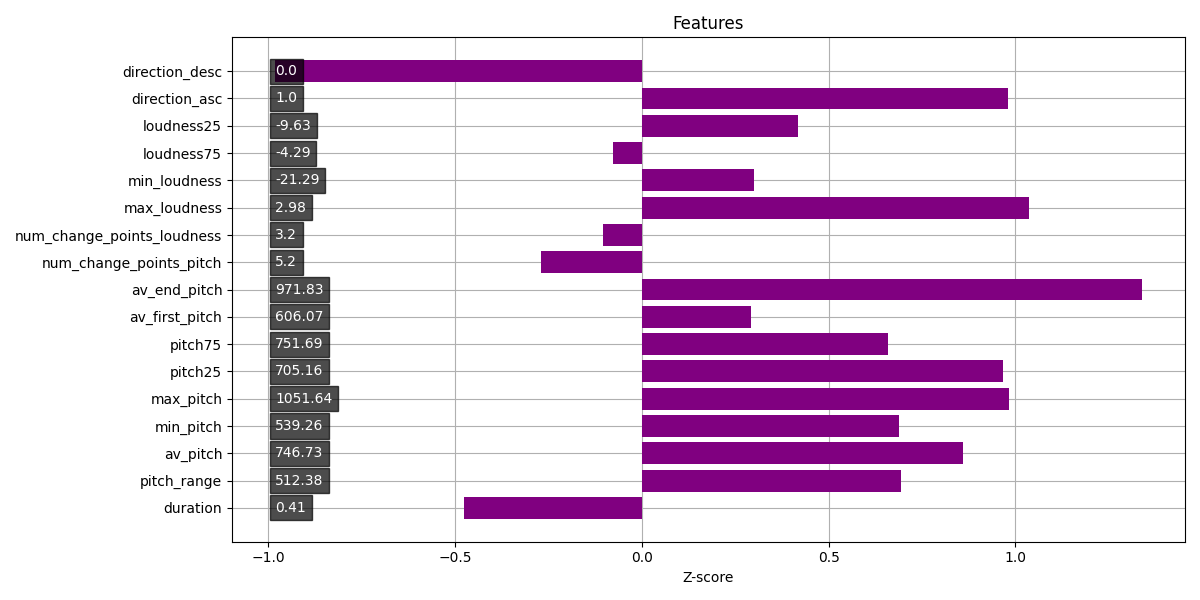 Features
direction_desc 0.0
direction_asc 1.0
loudness25 -9.63
loudness75 -4.29
min_loudness -21.29
max_loudness 2.98
num_change_points_loudness 3.2
num_change_points_pitch 5.2
av_end_pitch 971.83
av_first_pitch 606.07
pitch75 751.69
pitch25 705.16
max_pitch 1051.64
min_pitch 539.26
av_pitch 746.73
pitch_range 512.38
duration 0.41
−1.0 −0.5 0.0 0.5 1.0
Z-score